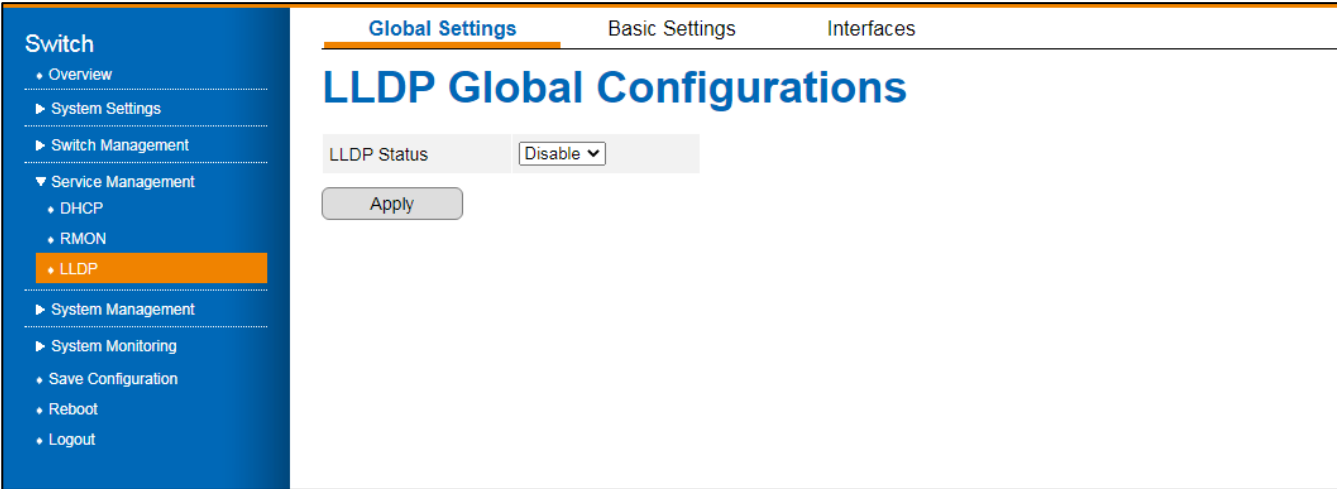 Switch
Overview
System Settings
Switch Management
Service Management
DHCP
RMON
LLDP
System Management
System Monitoring
Save Configuration
Reboot
Logout
Global Settings Basic Settings Interfaces
LLDP Global Configurations
LLDP Status Disable
Apply